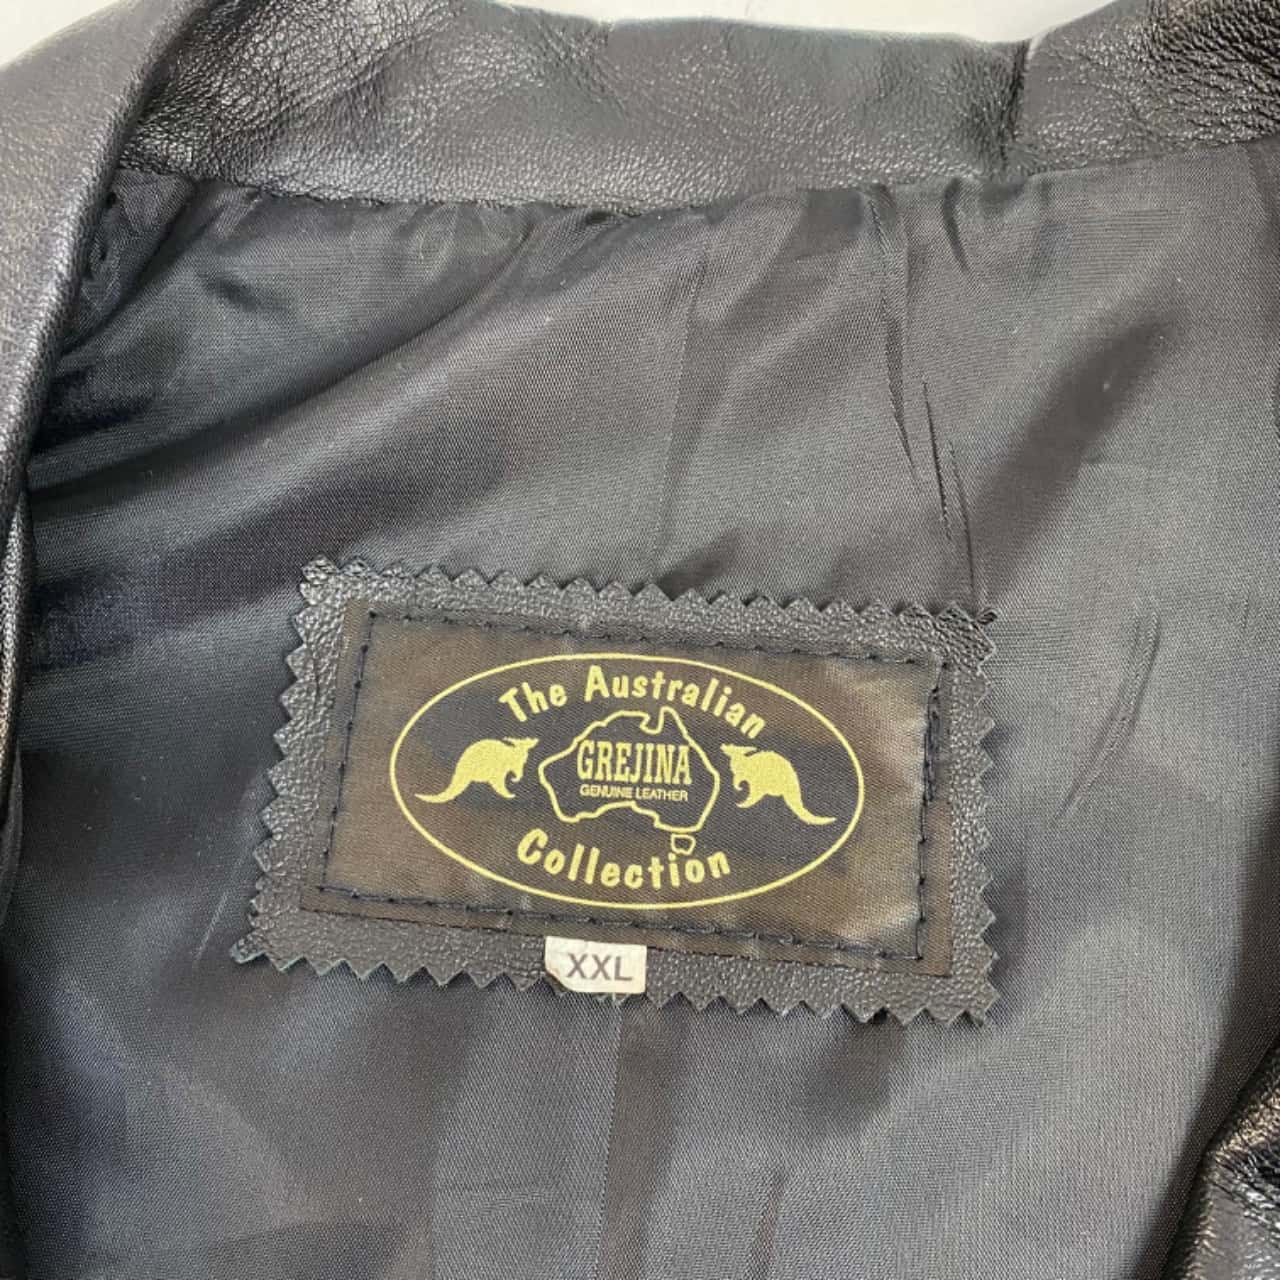 The Australian
GREJINA
GENUINE LEATHER
Collection
XXL